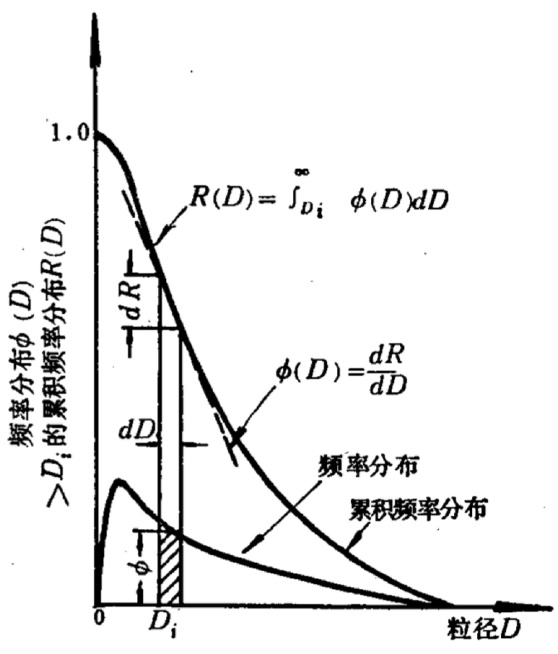 1.0
R(D)=∫_{D_i}^{∞} φ(D)dD
频率分布φ(D)
>D_i的累积频率分布R(D)
dR
φ(D)=dR/dD
dD
频率分布
累积频率分布
φ
0
D_i
粒径D